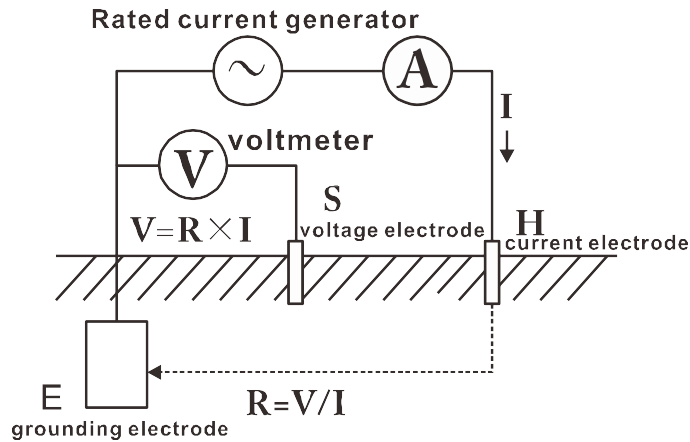 Rated current generator
A
I
voltmeter
V
S
V=R×I
voltage electrode
H
current electrode
E
R=V/I
grounding electrode